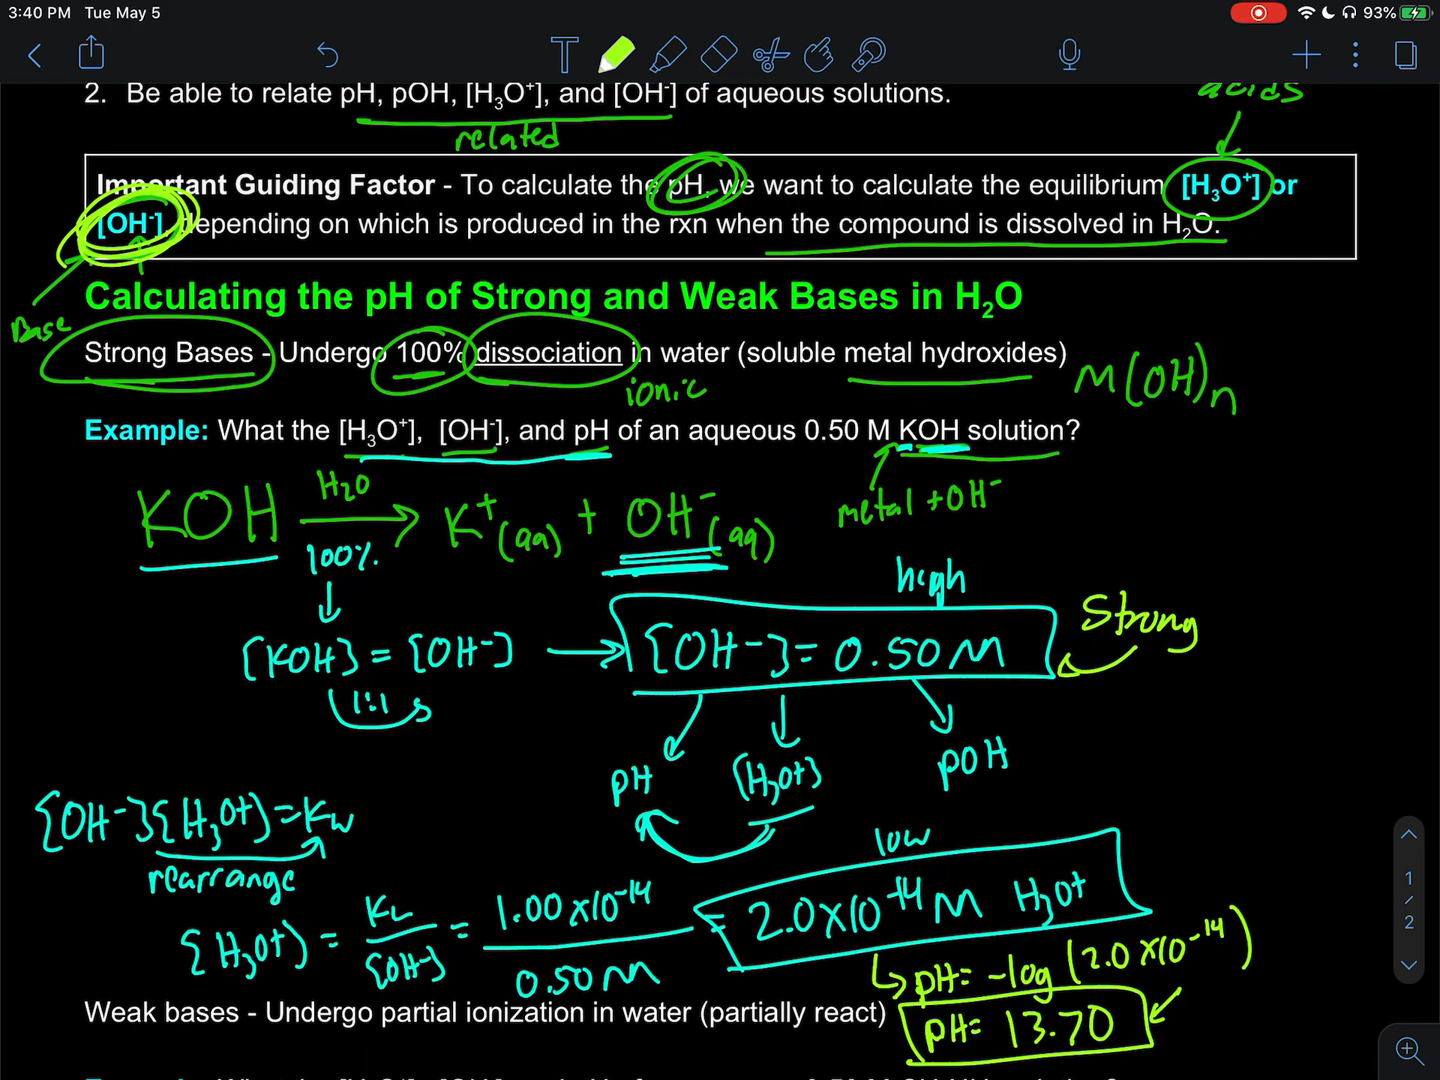 3:40 PM Tue May 5
93%
2. Be able to relate pH, pOH, [H₃O⁺], and [OH⁻] of aqueous solutions.
acids
related
Important Guiding Factor - To calculate the pH, we want to calculate the equilibrium [H₃O⁺] or
[OH⁻], depending on which is produced in the rxn when the compound is dissolved in H₂O.
Calculating the pH of Strong and Weak Bases in H₂O
Base
Strong Bases - Undergo 100% dissociation in water (soluble metal hydroxides)
M(OH)n
ionic
Example: What the [H₃O⁺], [OH⁻], and pH of an aqueous 0.50 M KOH solution?
metal + OH⁻
KOH H₂O → K⁺(aq) + OH⁻(aq)
100%
high
[KOH] = [OH⁻] → [OH⁻] = 0.50 M
Strong
1:1
pH [H₃O⁺] pOH
[OH⁻][H₃O⁺] = Kw
rearrange
low
[H₃O⁺] = Kw/[OH⁻] = 1.00 x 10⁻¹⁴/0.50 M = 2.0 x 10⁻¹⁴ M H₃O⁺
pH = -log(2.0 x 10⁻¹⁴)
Weak bases - Undergo partial ionization in water (partially react)
pH = 13.70
1
/
2